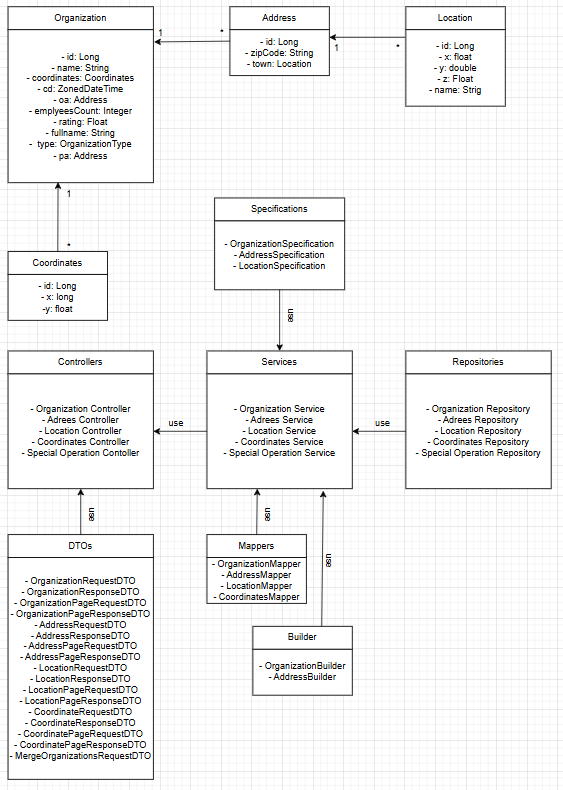 Organization
- id: Long
- name: String
- coordinates: Coordinates
- cd: ZonedDateTime
- oa: Address
- emplyeesCount: Integer
- rating: Float
- fullname: String
- type: OrganizationType
- pa: Address
1
*
Address
- id: Long
- zipCode: String
- town: Location
1
*
Location
- id: Long
- x: float
- y: double
- z: Float
- name: Strig
1
*
Coordinates
- id: Long
- x: long
-y: float
Specifications
- OrganizationSpecification
- AddressSpecification
- LocationSpecification
use
Controllers
- Organization Controller
- Adrees Controller
- Location Controller
- Coordinates Controller
- Special Operation Contoller
use
Services
- Organization Service
- Adrees Service
- Location Service
- Coordinates Service
- Special Operation Service
use
Repositories
- Organization Repository
- Adrees Repository
- Location Repository
- Coordinates Repository
- Special Operation Repository
use
use
use
DTOs
- OrganizationRequestDTO
- OrganizationResponseDTO
- OrganizationPageRequestDTO
- OrganizationPageResponseDTO
- AddressRequestDTO
- AddressResponseDTO
- AddressPageRequestDTO
- AddressPageResponseDTO
- LocationRequestDTO
- LocationResponseDTO
- LocationPageRequestDTO
- LocationPageResponseDTO
- CoordinateRequestDTO
- CoordinateResponseDTO
- CoordinatePageRequestDTO
- CoordinatePageResponseDTO
- MergeOrganizationsRequestDTO
Mappers
- OrganizationMapper
- AddressMapper
- LocationMapper
- CoordinatesMapper
Builder
- OrganizationBuilder
- AddressBuilder